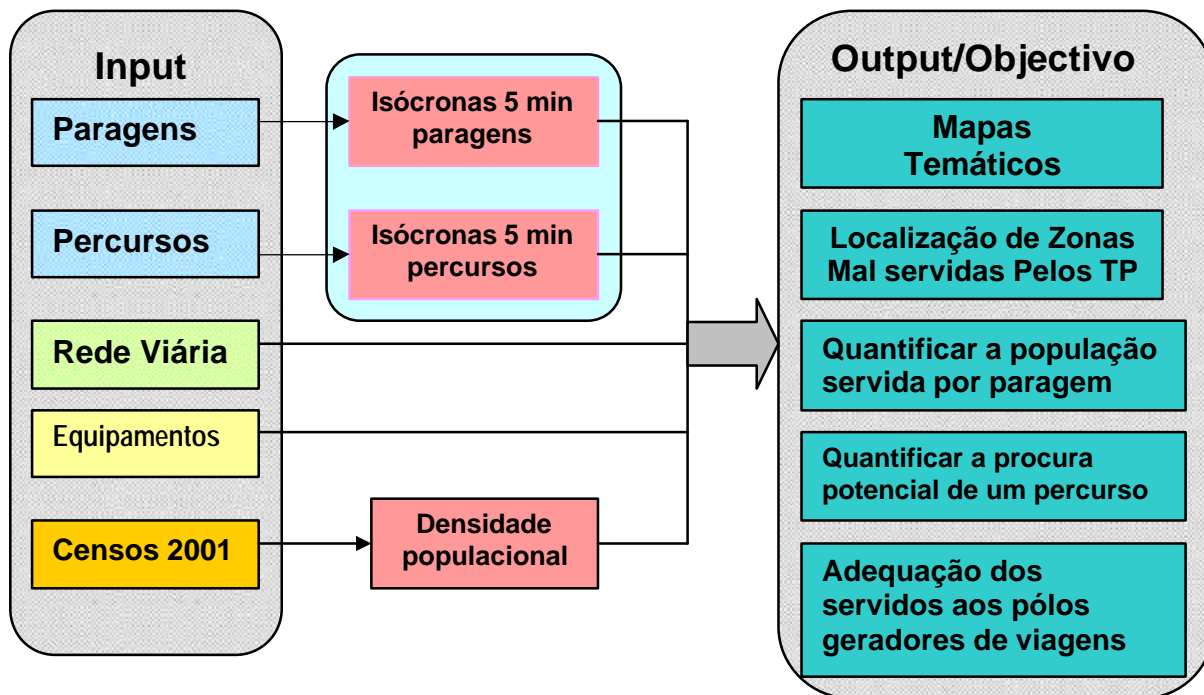 Input
Paragens
Percursos
Rede Viária
Equipamentos
Censos 2001
Isócronas 5 min
paragens
Isócronas 5 min
percursos
Densidade
populacional
Output/Objectivo
Mapas
Temáticos
Localização de Zonas
Mal servidas Pelos TP
Quantificar a população
servida por paragem
Quantificar a procura
potencial de um percurso
Adequação dos
servidos aos pólos
geradores de viagens